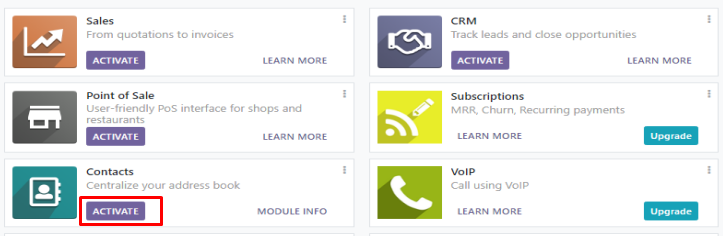 Sales
From quotations to invoices
ACTIVATE LEARN MORE
CRM
Track leads and close opportunities
ACTIVATE LEARN MORE
Point of Sale
User-friendly PoS interface for shops and
restaurants
ACTIVATE LEARN MORE
Subscriptions
MRR, Churn, Recurring payments
LEARN MORE Upgrade
Contacts
Centralize your address book
ACTIVATE MODULE INFO
VoIP
Call using VoIP
LEARN MORE Upgrade